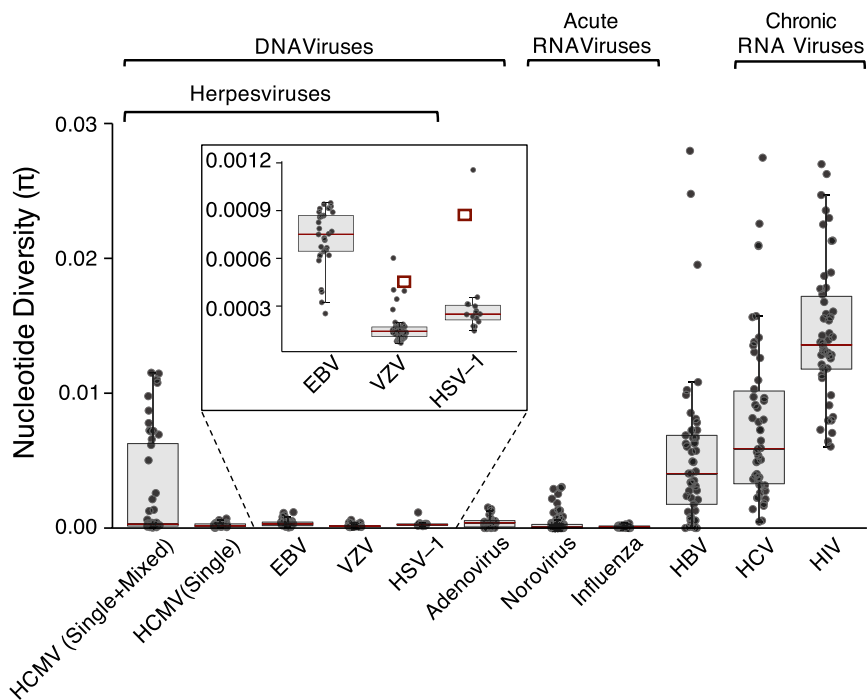 Acute
RNAViruses
Chronic
RNA Viruses
DNAViruses
Herpesviruses
Nucleotide Diversity (π)
0.03
0.02
0.01
0.00
0.0012
0.0009
0.0006
0.0003
EBV
VZV
HSV-1
HCMV (Single+Mixed)
HCMV(Single)
EBV
VZV
HSV-1
Adenovirus
Norovirus
Influenza
HBV
HCV
HIV